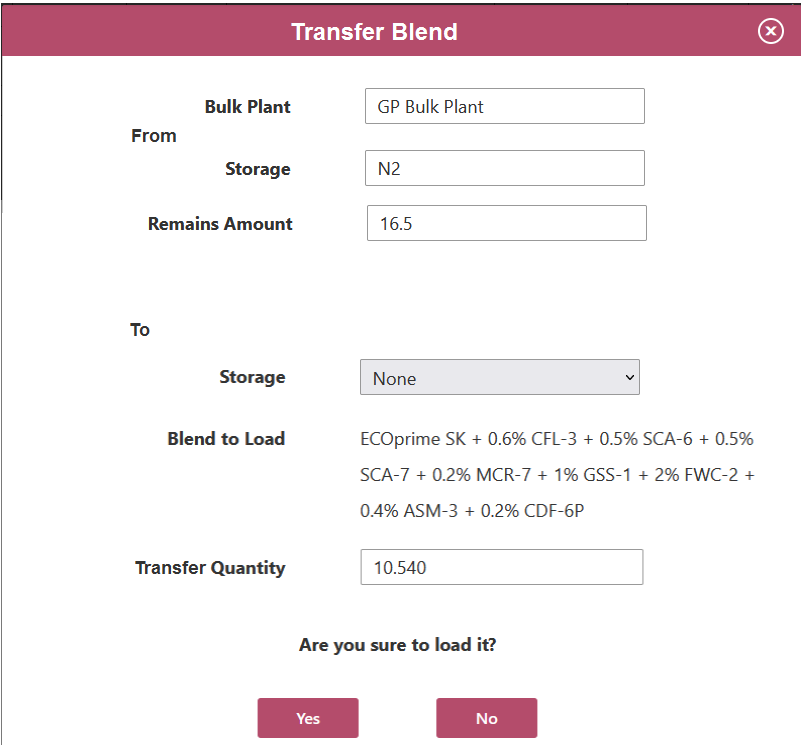 Transfer Blend
Bulk Plant
GP Bulk Plant
From
Storage
N2
Remains Amount
16.5
To
Storage
None
Blend to Load
ECOprime SK + 0.6% CFL-3 + 0.5% SCA-6 + 0.5%
SCA-7 + 0.2% MCR-7 + 1% GSS-1 + 2% FWC-2 +
0.4% ASM-3 + 0.2% CDF-6P
Transfer Quantity
10.540
Are you sure to load it?
Yes
No